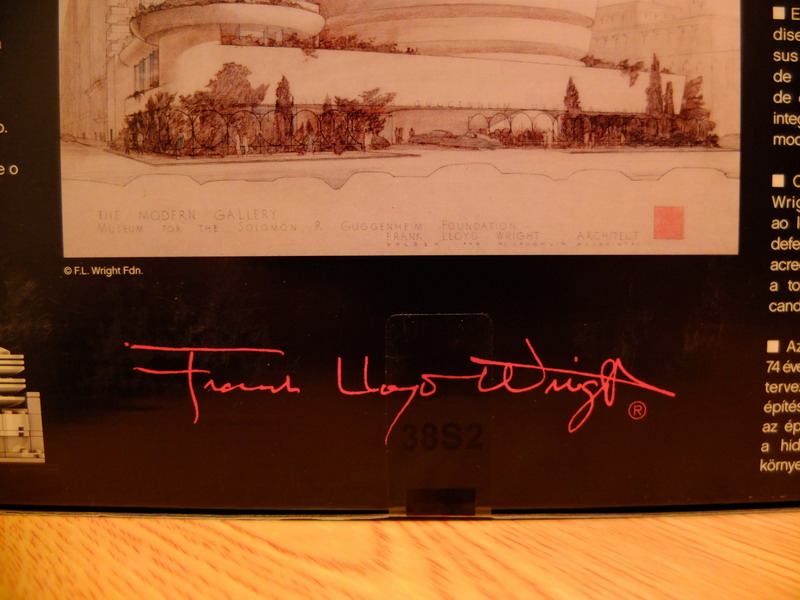 THE MODERN GALLERY
MUSEUM FOR THE SOLOMON R. GUGGENHEIM FOUNDATION
FRANK LLOYD WRIGHT ARCHITECT
© F.L. Wright Fdn.
Frank Lloyd Wright ®
38S2
o.
e o
■ E
dise
sus
de
de
integ
mod
■ O
Wrig
ao l
defe
acre
a to
cand
■ Az
74 éve
terve
építés
az ép
a híd
környe